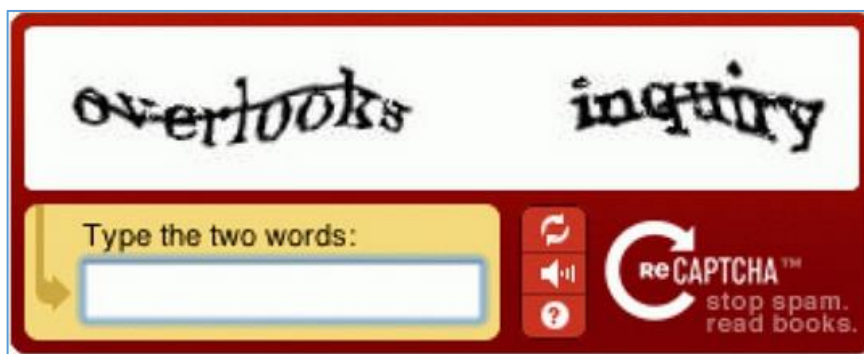 overlooks inquiry
Type the two words:
reCAPTCHA™
stop spam.
read books.